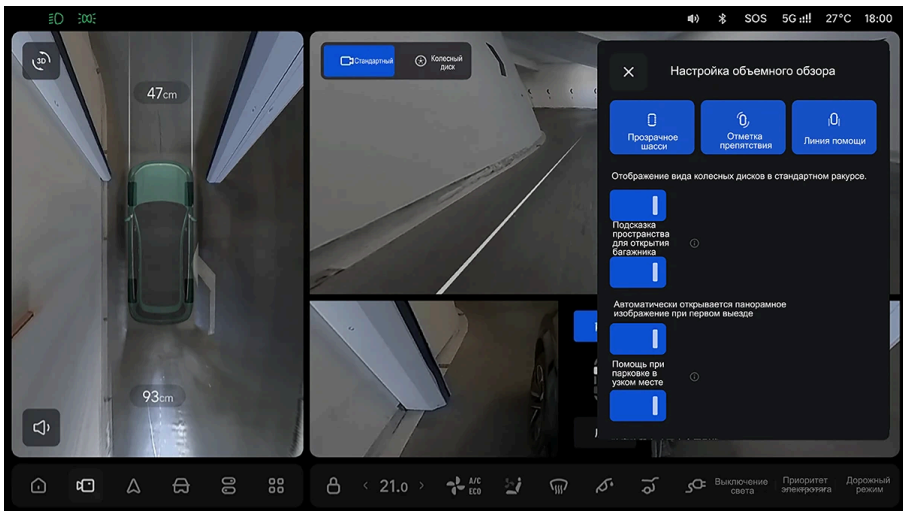 SOS 5G 27°C 18:00
3D
47cm
93cm
Стандартный
Колесный
диск
Настройка объемного обзора
Прозрачное
шасси
Отметка
препятствия
Линия помощи
Отображение вида колесных дисков в стандартном ракурсе.
Подсказка
пространства
для открытия
багажника
Автоматически открывается панорамное
изображение при первом выезде
Помощь при
парковке в
узком месте
21.0
A/C
ECO
Выключение
света
Приоритет
электротяга
Дорожный
режим